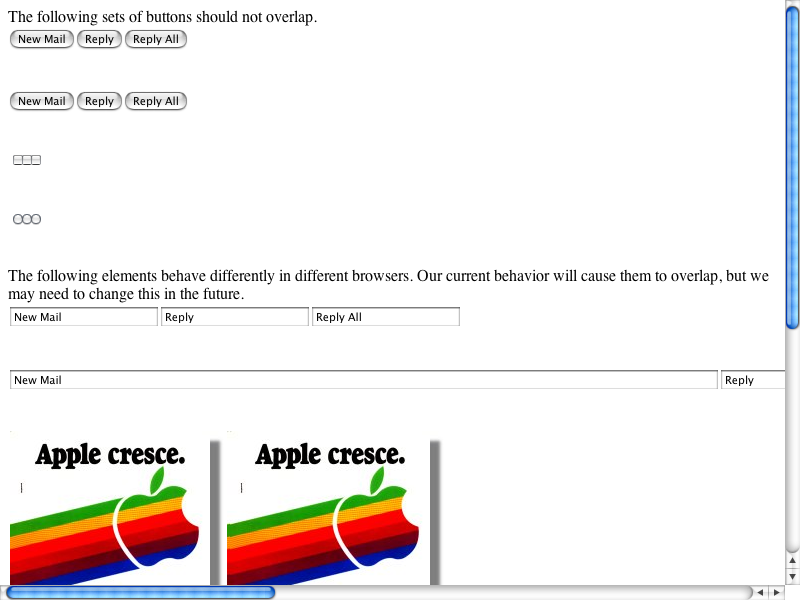 The following sets of buttons should not overlap.
New Mail Reply Reply All
New Mail Reply Reply All
The following elements behave differently in different browsers. Our current behavior will cause them to overlap, but we
may need to change this in the future.
New Mail Reply Reply All
New Mail Reply
Apple cresce. Apple cresce.